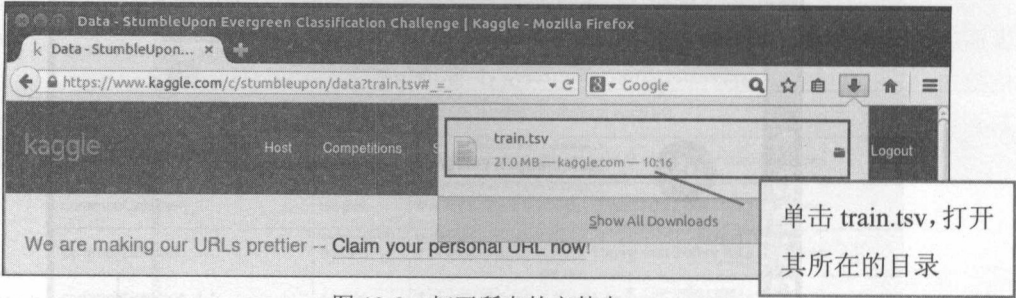 Data - StumbleUpon Evergreen Classification Challenge | Kaggle - Mozilla Firefox
k Data - StumbleUpon... × +
https://www.kaggle.com/c/stumbleupon/data?train.tsv#_=_ Google
kaggle Host Competitions S Logout
train.tsv
21.0 MB — kaggle.com — 10:16
Show All Downloads
We are making our URLs prettier -- Claim your personal URL now!
单击 train.tsv，打开
其所在的目录